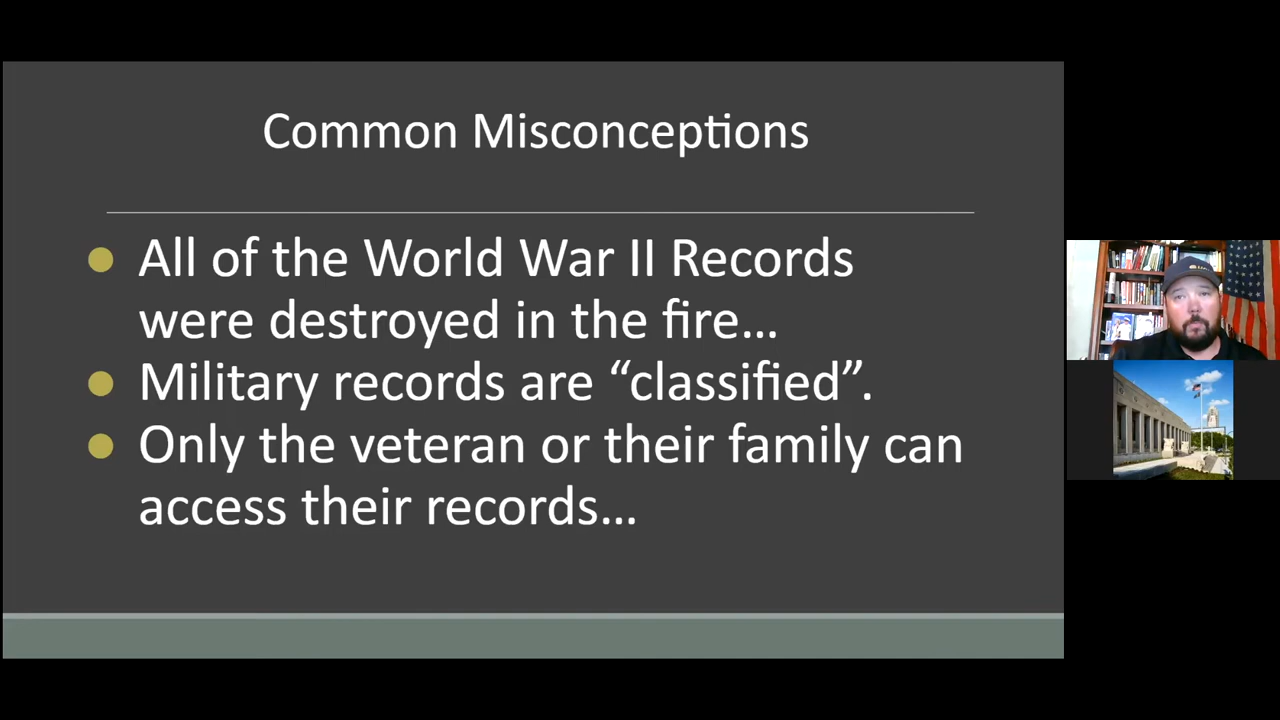 Common Misconceptions
All of the World War II Records
were destroyed in the fire…
Military records are “classified”.
Only the veteran or their family can
access their records…